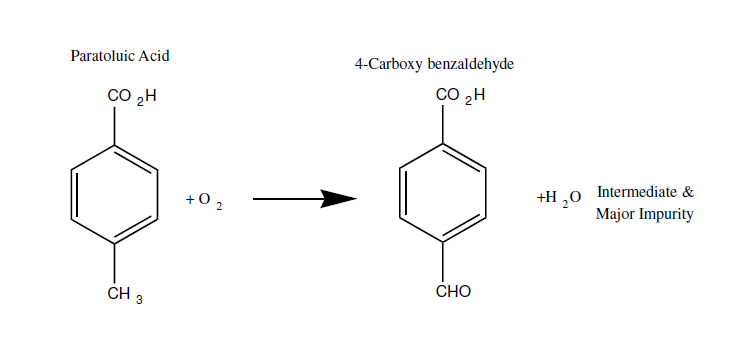 Paratoluic Acid
4-Carboxy benzaldehyde
CO 2H
CO 2H
+ O 2
+H 2O
Intermediate &
Major Impurity
CH 3
CHO